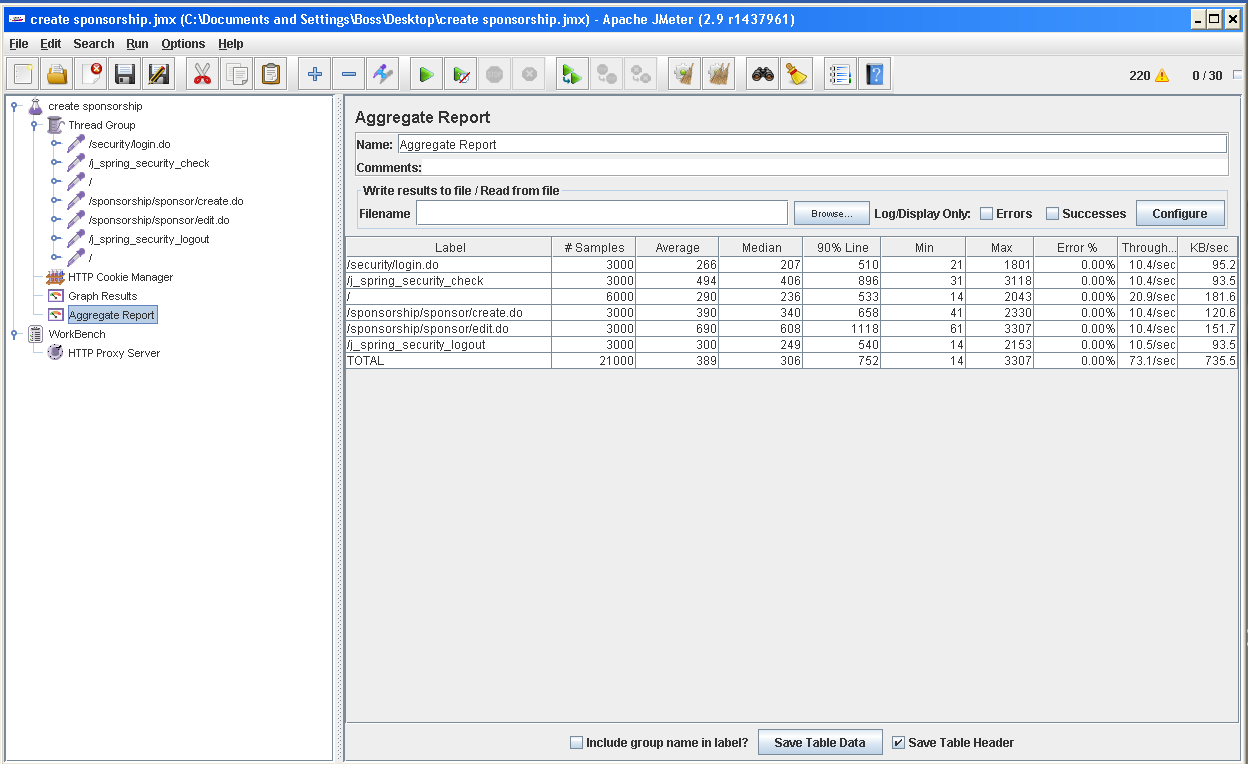 create sponsorship.jmx (C:\Documents and Settings\Boss\Desktop\create sponsorship.jmx) - Apache JMeter (2.9 r1437961)
File Edit Search Run Options Help
220 0 / 30
create sponsorship
Thread Group
/security/login.do
/j_spring_security_check
/
/sponsorship/sponsor/create.do
/sponsorship/sponsor/edit.do
/j_spring_security_logout
/
HTTP Cookie Manager
Graph Results
Aggregate Report
WorkBench
HTTP Proxy Server
Aggregate Report
Name: Aggregate Report
Comments:
Write results to file / Read from file
Filename Browse... Log/Display Only: Errors Successes Configure
Label # Samples Average Median 90% Line Min Max Error % Through... KB/sec
/security/login.do 3000 266 207 510 21 1801 0.00% 10.4/sec 95.2
/j_spring_security_check 3000 494 406 896 31 3118 0.00% 10.4/sec 93.5
/ 6000 290 236 533 14 2043 0.00% 20.9/sec 181.6
/sponsorship/sponsor/create.do 3000 390 340 658 41 2330 0.00% 10.4/sec 120.6
/sponsorship/sponsor/edit.do 3000 690 608 1118 61 3307 0.00% 10.4/sec 151.7
/j_spring_security_logout 3000 300 249 540 14 2153 0.00% 10.5/sec 93.5
TOTAL 21000 389 306 752 14 3307 0.00% 73.1/sec 735.5
Include group name in label? Save Table Data Save Table Header